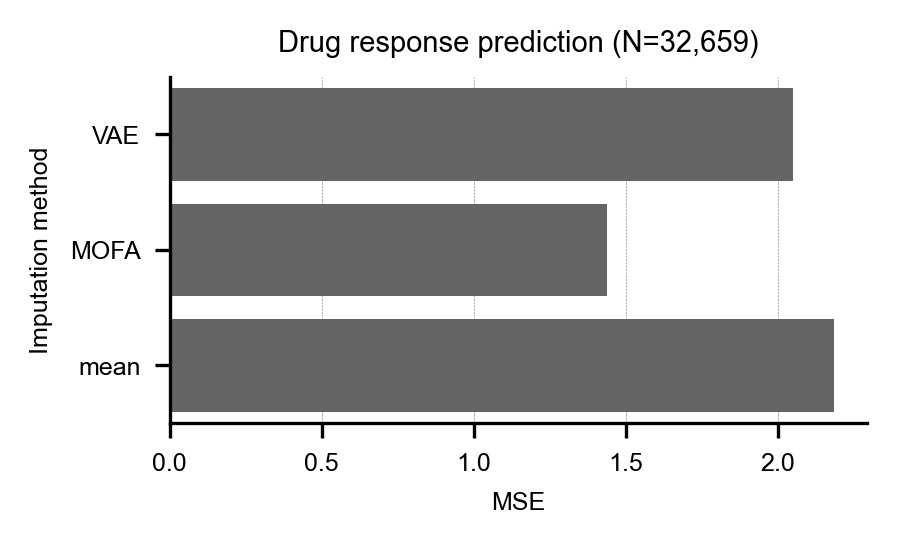 Drug response prediction (N=32,659)
Imputation method
VAE
MOFA
mean
0.0 0.5 1.0 1.5 2.0
MSE